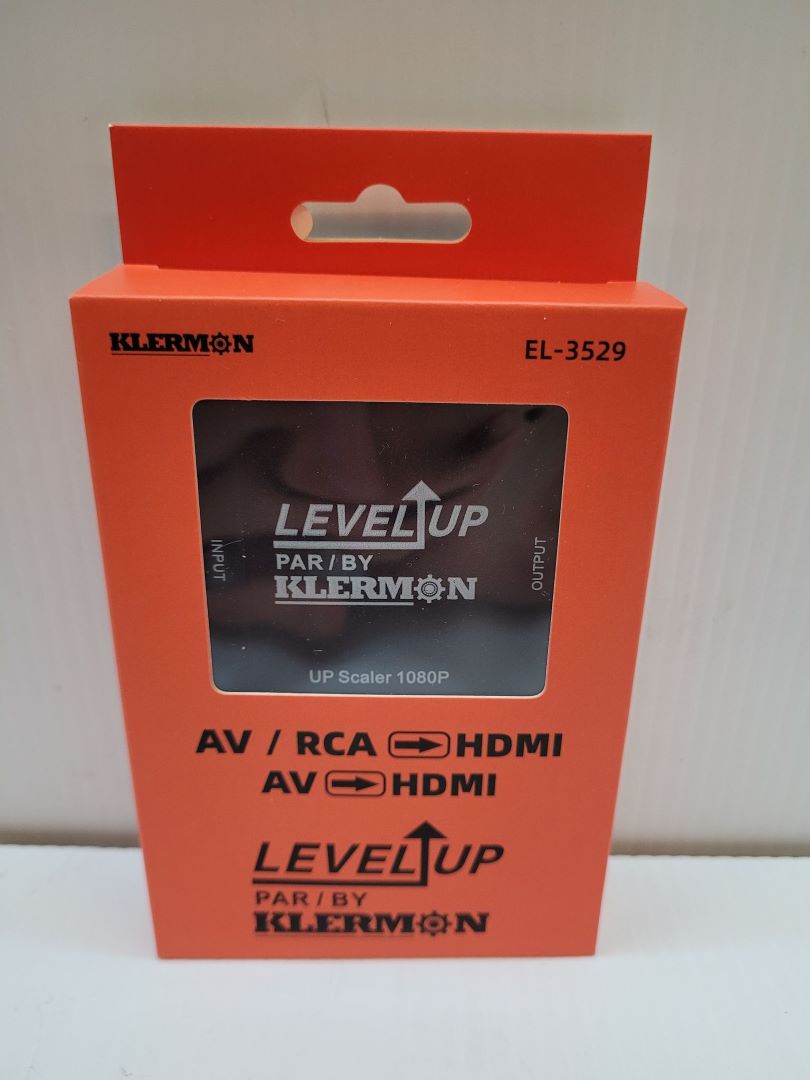 KLERMON
EL-3529
LEVEL UP
INPUT
OUTPUT
PAR / BY
KLERMON
UP Scaler 1080P
AV / RCA → HDMI
AV → HDMI
LEVEL UP
PAR / BY
KLERMON